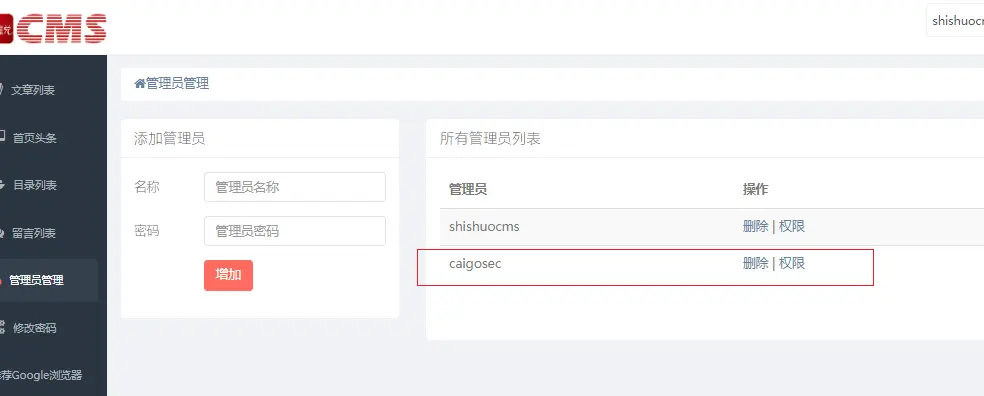 CMS
shishuocm
文章列表
首页头条
目录列表
留言列表
管理员管理
修改密码
荐Google浏览器
管理员管理
添加管理员
名称 管理员名称
密码 管理员密码
增加
所有管理员列表
管理员 操作
shishuocms 删除 | 权限
caigosec 删除 | 权限